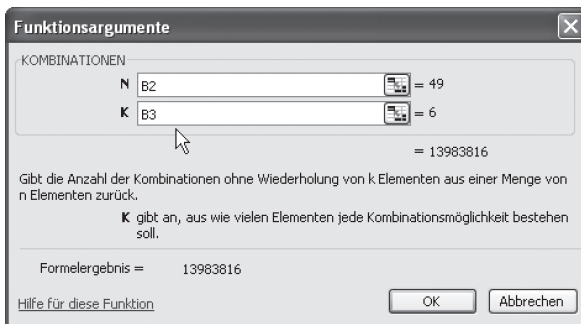 Funktionsargumente
KOMBINATIONEN
N B2 = 49
K B3 = 6
= 13983816
Gibt die Anzahl der Kombinationen ohne Wiederholung von k Elementen aus einer Menge von
n Elementen zurück.
K gibt an, aus wie vielen Elementen jede Kombinationsmöglichkeit bestehen
soll.
Formelergebnis = 13983816
Hilfe für diese Funktion OK Abbrechen